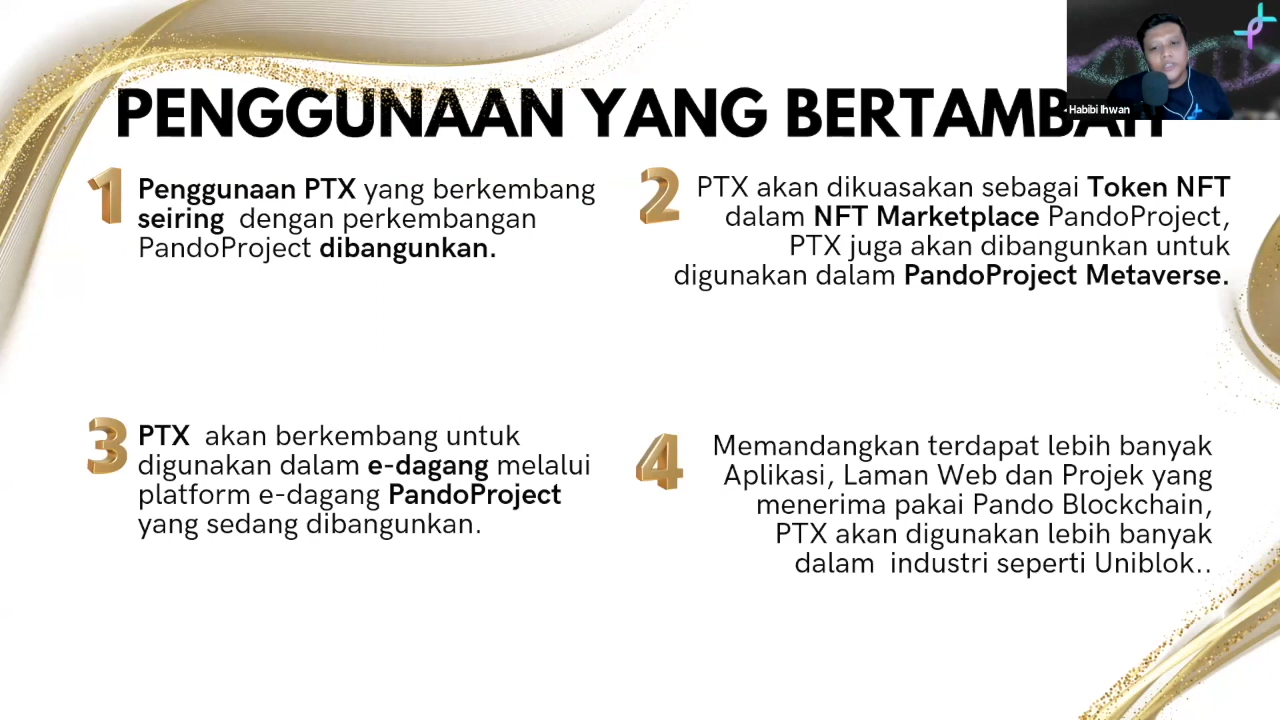 PENGGUNAAN YANG BERTAMBAH
Habibi Ihwan
1
Penggunaan PTX yang berkembang
seiring dengan perkembangan
PandoProject dibangunkan.
2
PTX akan dikuasakan sebagai Token NFT
dalam NFT Marketplace PandoProject,
PTX juga akan dibangunkan untuk
digunakan dalam PandoProject Metaverse.
3
PTX akan berkembang untuk
digunakan dalam e-dagang melalui
platform e-dagang PandoProject
yang sedang dibangunkan.
4
Memandangkan terdapat lebih banyak
Aplikasi, Laman Web dan Projek yang
menerima pakai Pando Blockchain,
PTX akan digunakan lebih banyak
dalam industri seperti Uniblok..